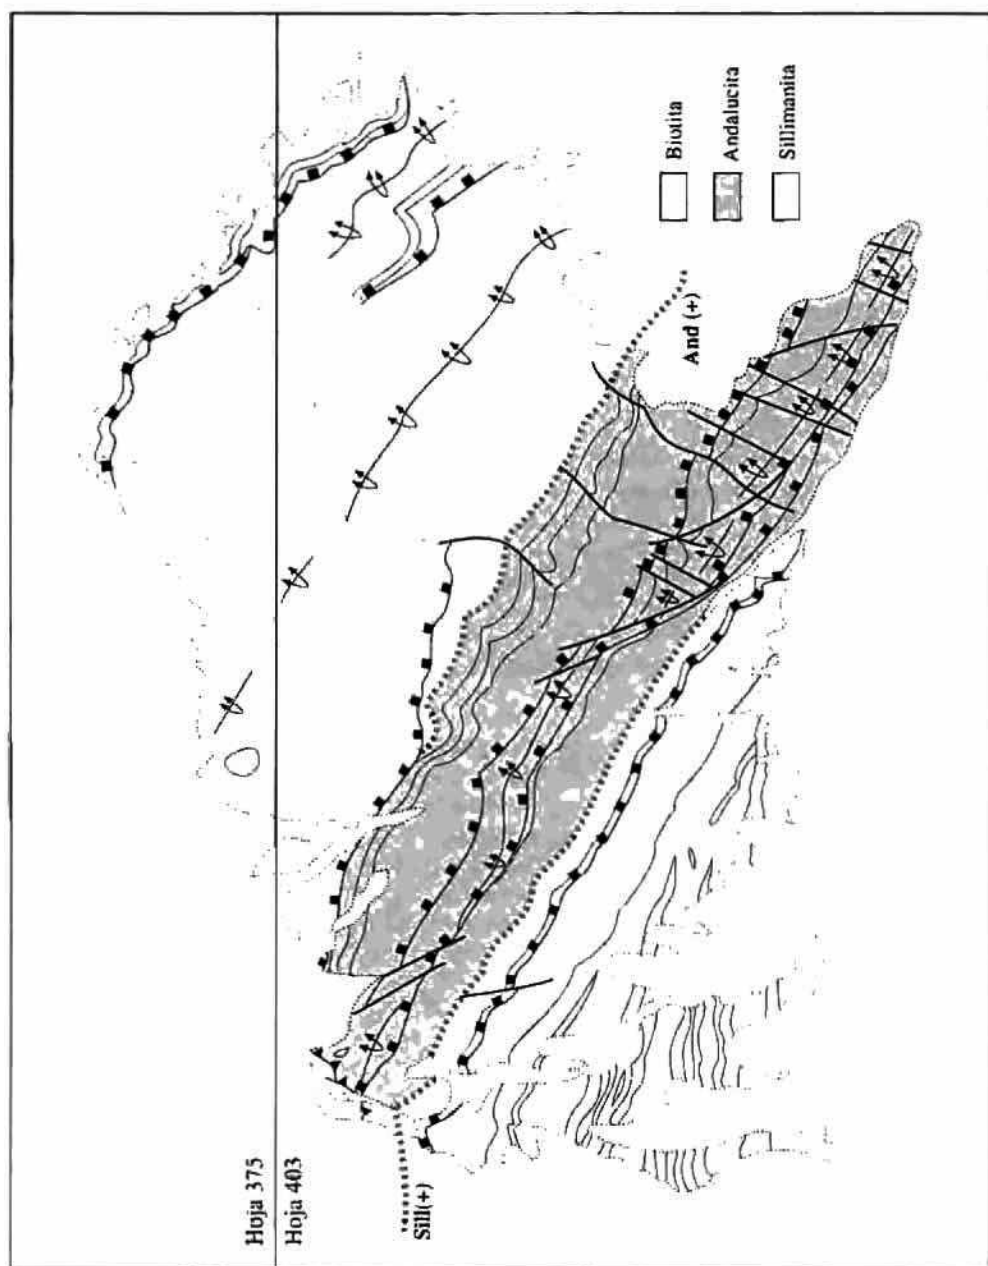 Hoja 375
Hoja 403
Sill(+)
And (+)
Biotita
Andalucita
Sillimanita